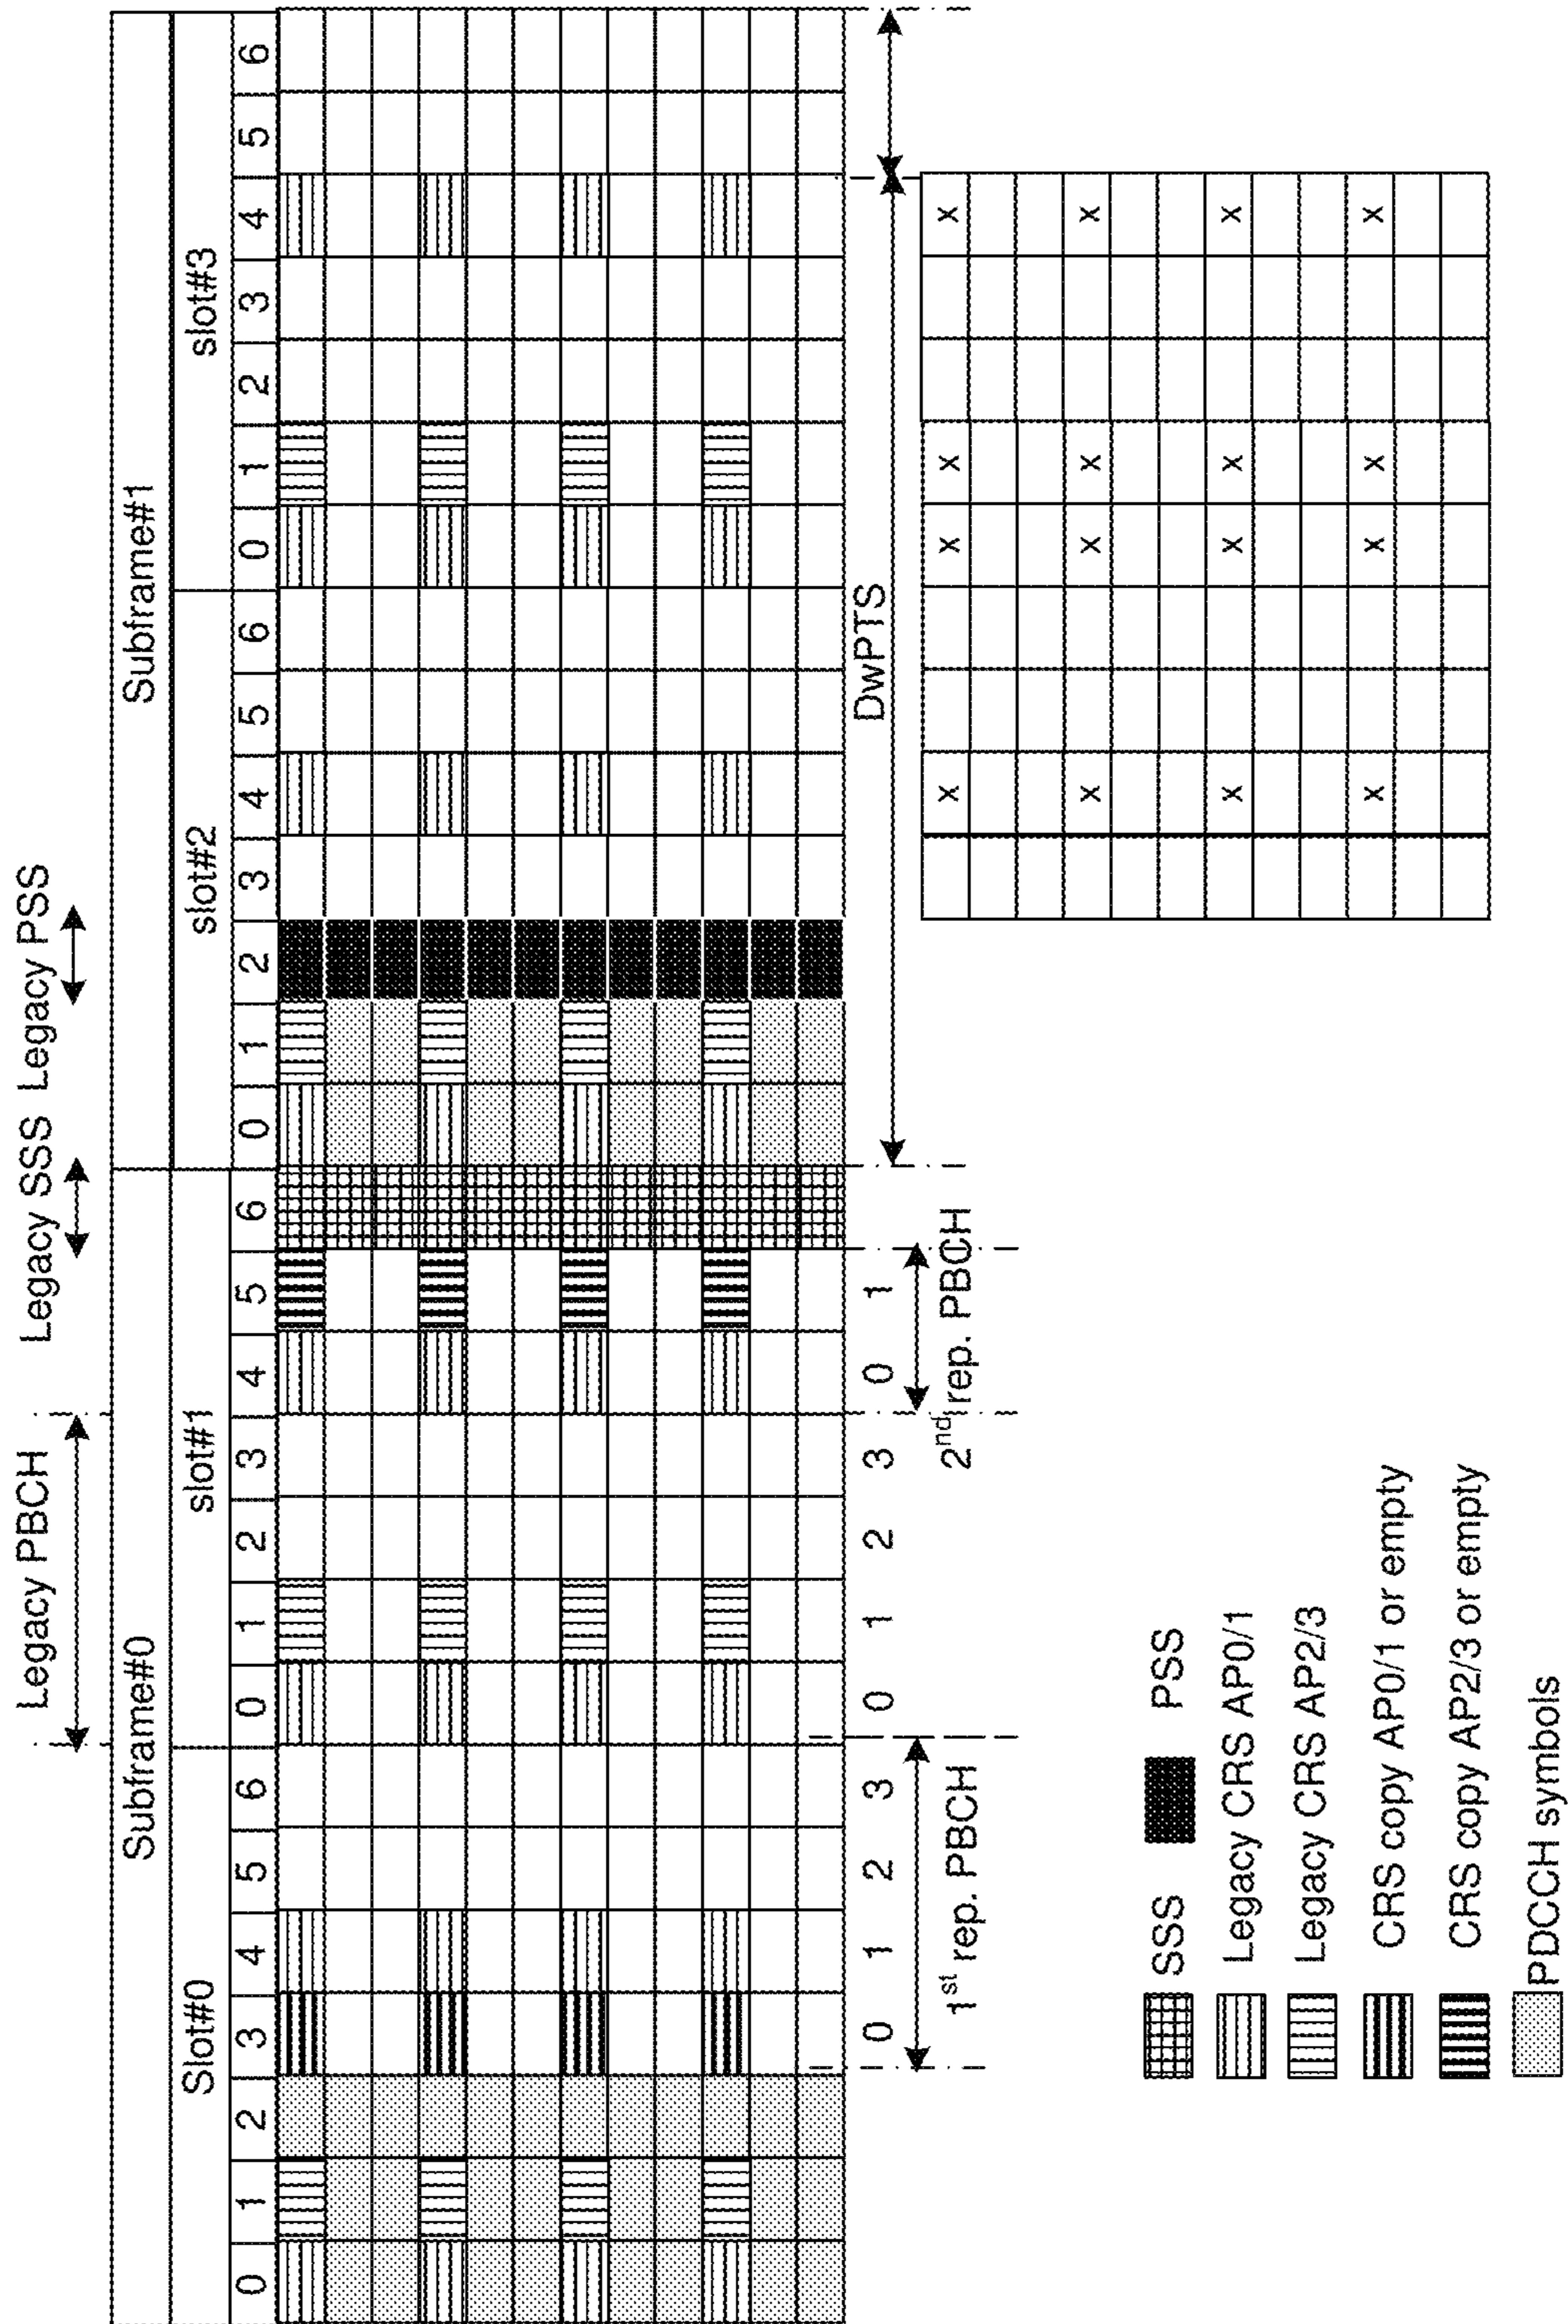 Legacy PBCH Legacy SSS Legacy PSS
Subframe#0 Subframe#1
Slot#0 slot#1 slot#2 slot#3
0 1 2 3 4 5 6 0 1 2 3 4 5 6 0 1 2 3 4 5 6 0 1 2 3 4 5 6
0 1 2 3 0 1 2 3 0 1
DwPTS
1st rep. PBCH 2nd rep. PBCH
x x x x
x x x x
x x x x
x x x x
SSS PSS
Legacy CRS AP0/1
Legacy CRS AP2/3
CRS copy AP0/1 or empty
CRS copy AP2/3 or empty
PDCCH symbols